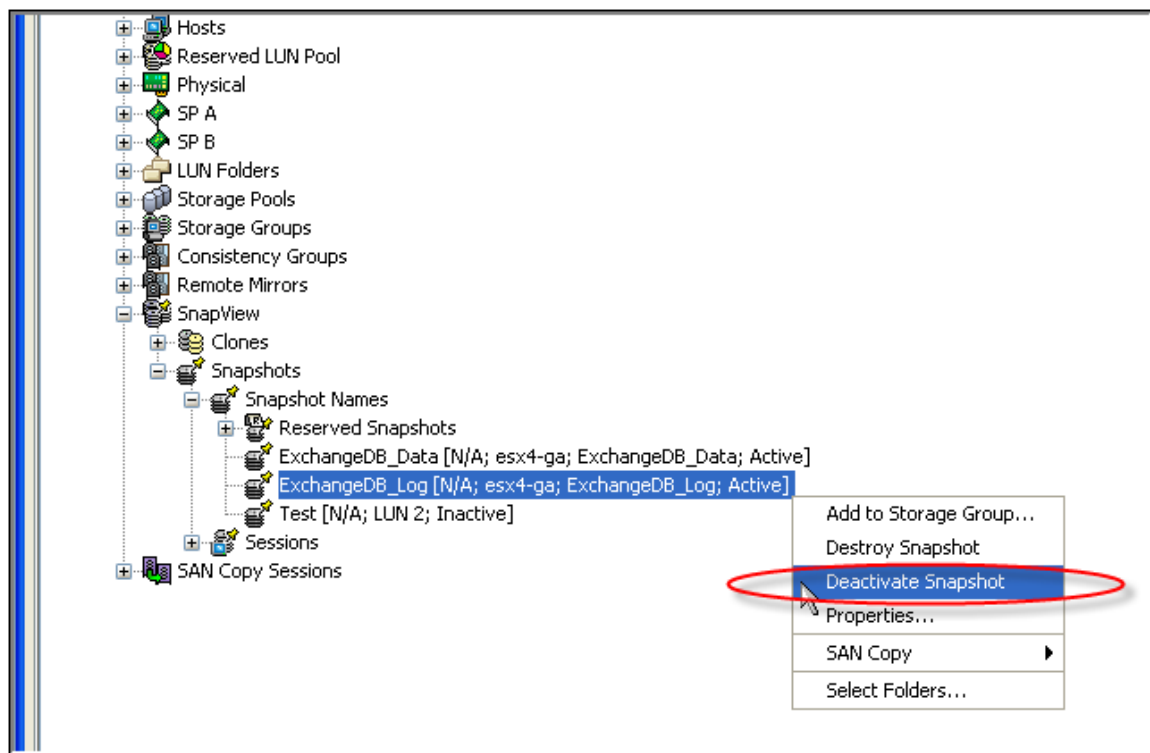 Hosts
Reserved LUN Pool
Physical
SP A
SP B
LUN Folders
Storage Pools
Storage Groups
Consistency Groups
Remote Mirrors
SnapView
Clones
Snapshots
Snapshot Names
Reserved Snapshots
ExchangeDB_Data [N/A; esx4-ga; ExchangeDB_Data; Active]
ExchangeDB_Log [N/A; esx4-ga; ExchangeDB_Log; Active]
Test [N/A; LUN 2; Inactive]
Sessions
SAN Copy Sessions
Add to Storage Group...
Destroy Snapshot
Deactivate Snapshot
Properties...
SAN Copy
Select Folders...